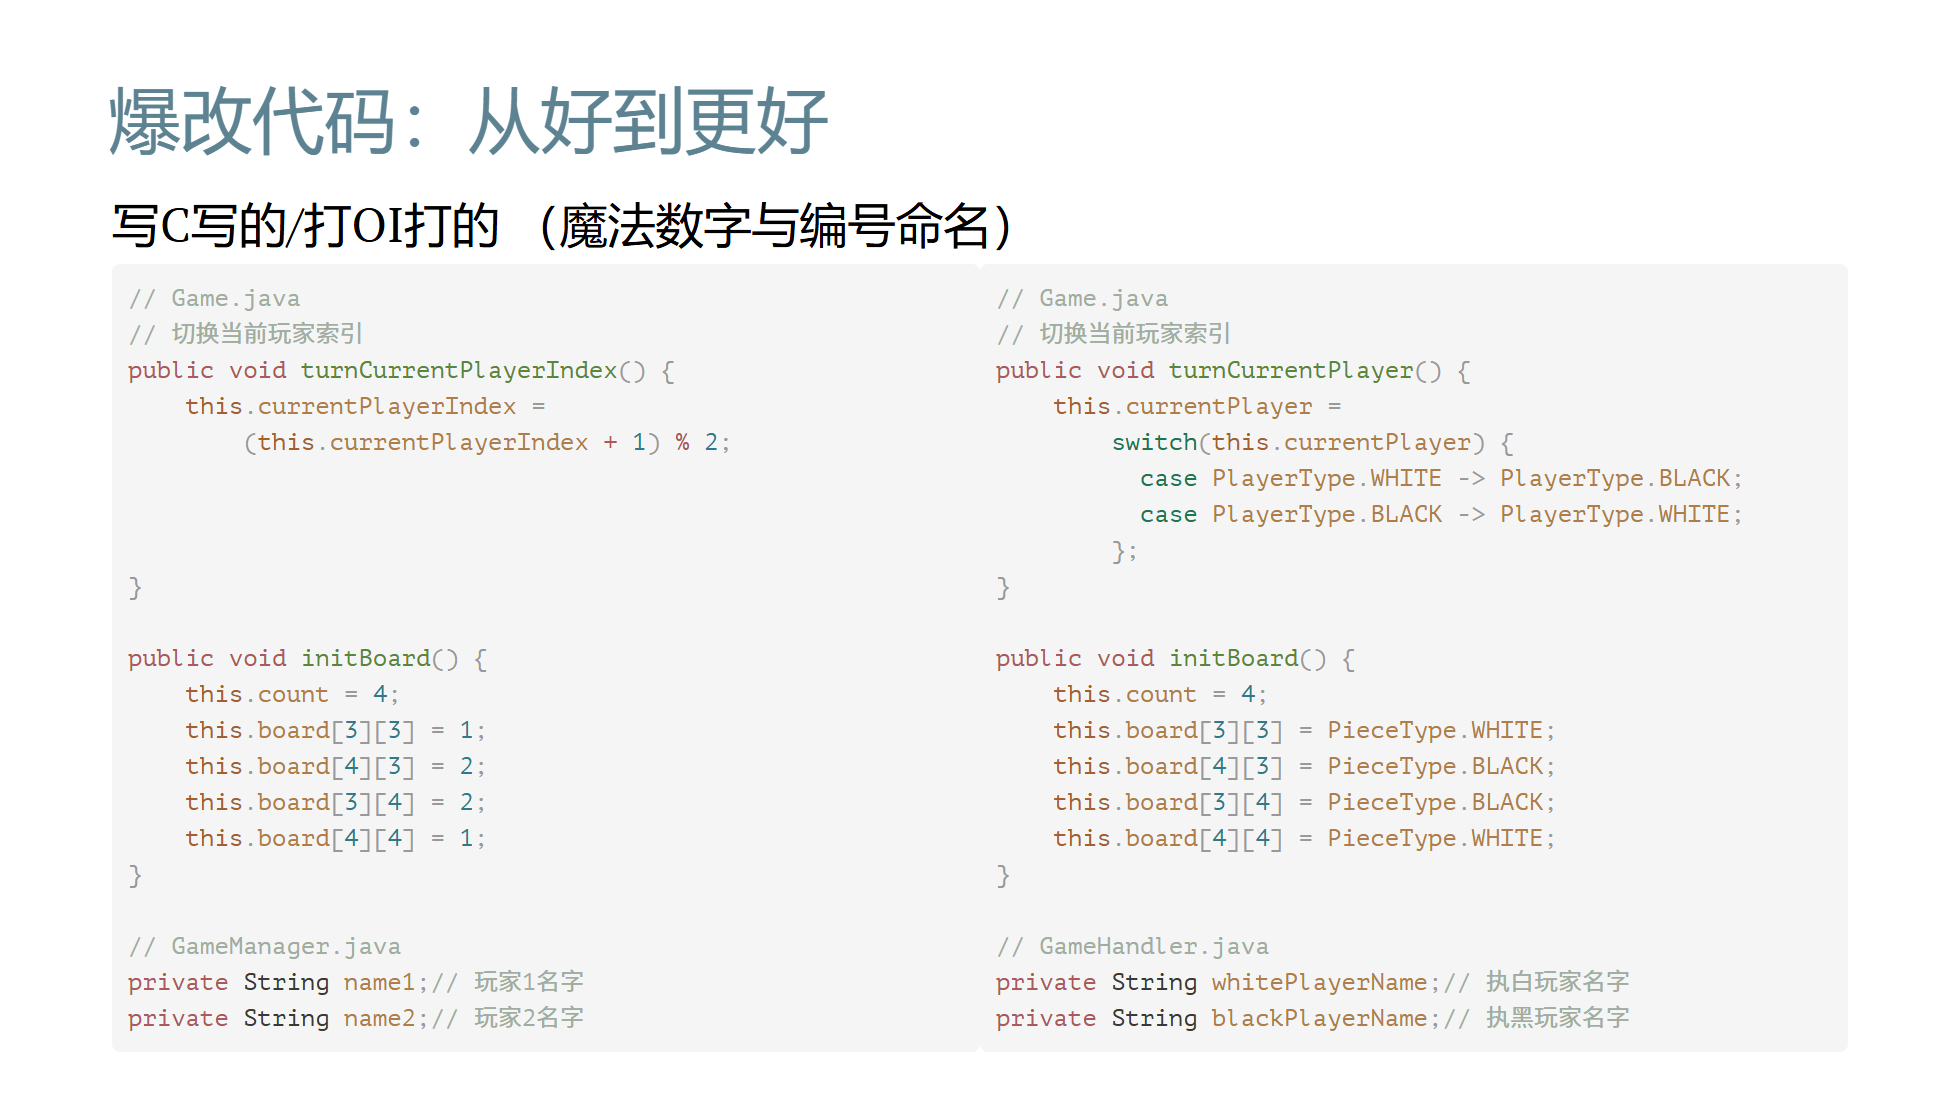 爆改代码：从好到更好
写C写的/打OI打的（魔法数字与编号命名）
// Game.java
// 切换当前玩家索引
public void turnCurrentPlayerIndex() {
    this.currentPlayerIndex =
        (this.currentPlayerIndex + 1) % 2;
}
public void initBoard() {
    this.count = 4;
    this.board[3][3] = 1;
    this.board[4][3] = 2;
    this.board[3][4] = 2;
    this.board[4][4] = 1;
}
// GameManager.java
private String name1;// 玩家1名字
private String name2;// 玩家2名字
// Game.java
// 切换当前玩家索引
public void turnCurrentPlayer() {
    this.currentPlayer =
        switch(this.currentPlayer) {
          case PlayerType.WHITE -> PlayerType.BLACK;
          case PlayerType.BLACK -> PlayerType.WHITE;
        };
}
public void initBoard() {
    this.count = 4;
    this.board[3][3] = PieceType.WHITE;
    this.board[4][3] = PieceType.BLACK;
    this.board[3][4] = PieceType.BLACK;
    this.board[4][4] = PieceType.WHITE;
}
// GameHandler.java
private String whitePlayerName;// 执白玩家名字
private String blackPlayerName;// 执黑玩家名字